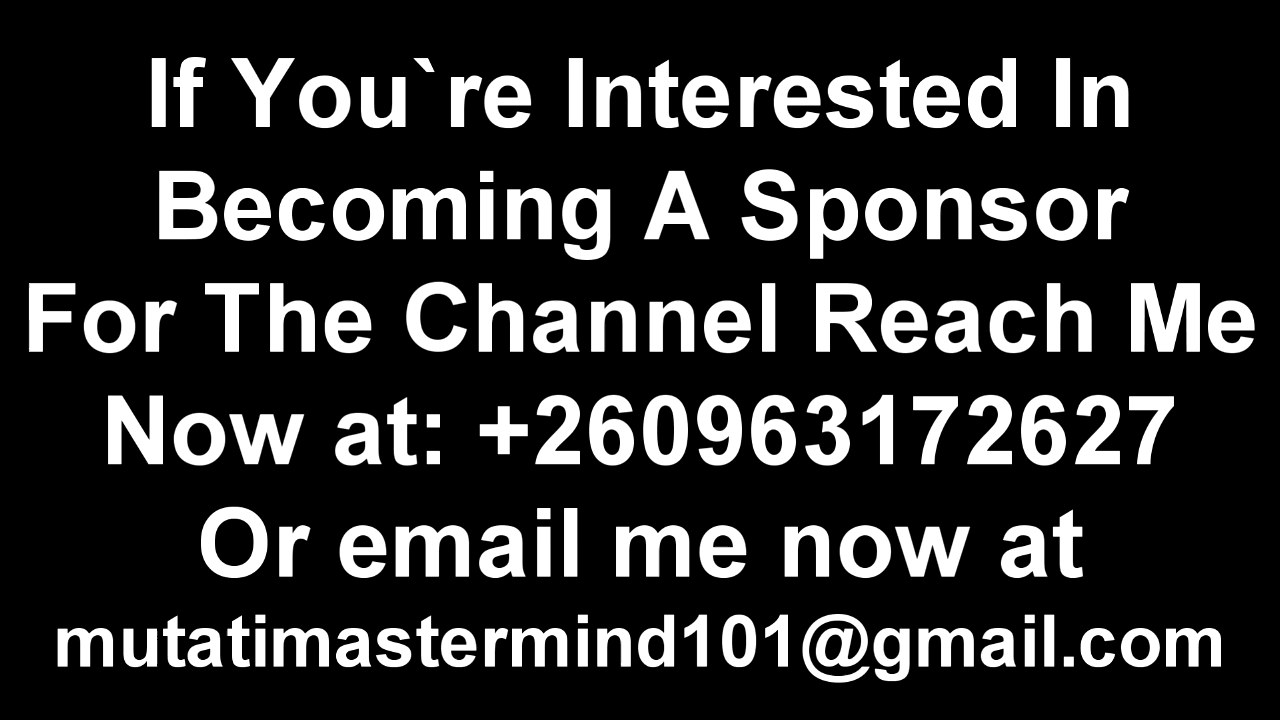 If You`re Interested In
Becoming A Sponsor
For The Channel Reach Me
Now at: +260963172627
Or email me now at
mutatimastermind101@gmail.com